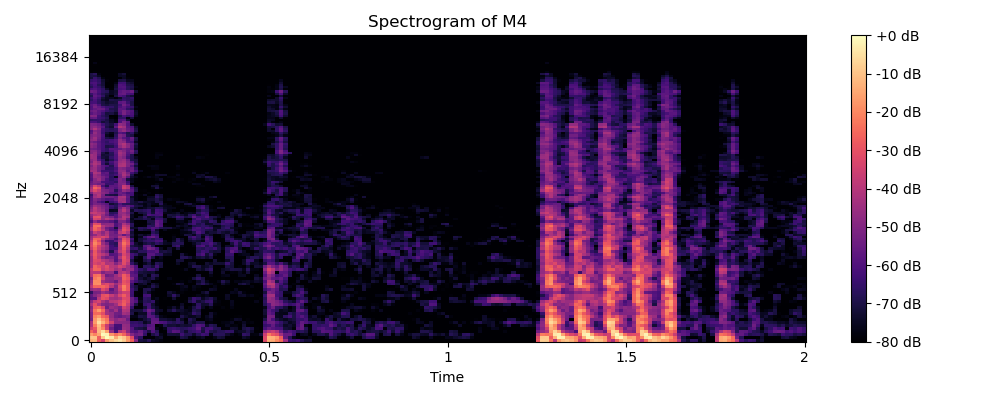 Spectrogram of M4
Hz
16384
8192
4096
2048
1024
512
0
0
0.5
1
1.5
2
Time
+0 dB
-10 dB
-20 dB
-30 dB
-40 dB
-50 dB
-60 dB
-70 dB
-80 dB